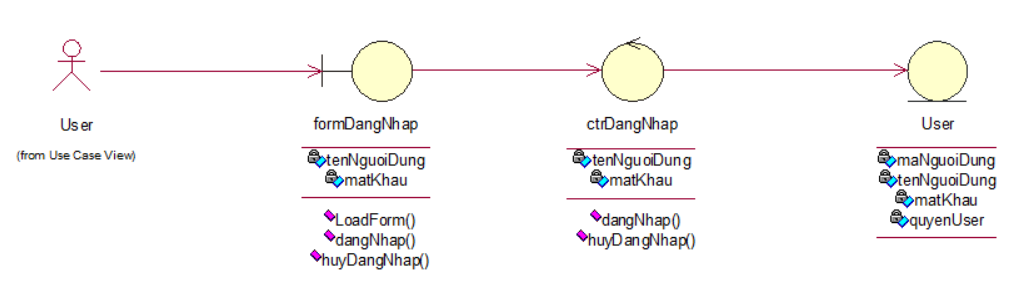 User
(from Use Case View)
formDangNhap
tenNguoiDung
matKhau
LoadForm()
dangNhap()
huyDangNhap()
ctrDangNhap
tenNguoiDung
matKhau
dangNhap()
huyDangNhap()
User
maNguoiDung
tenNguoiDung
matKhau
quyenUser